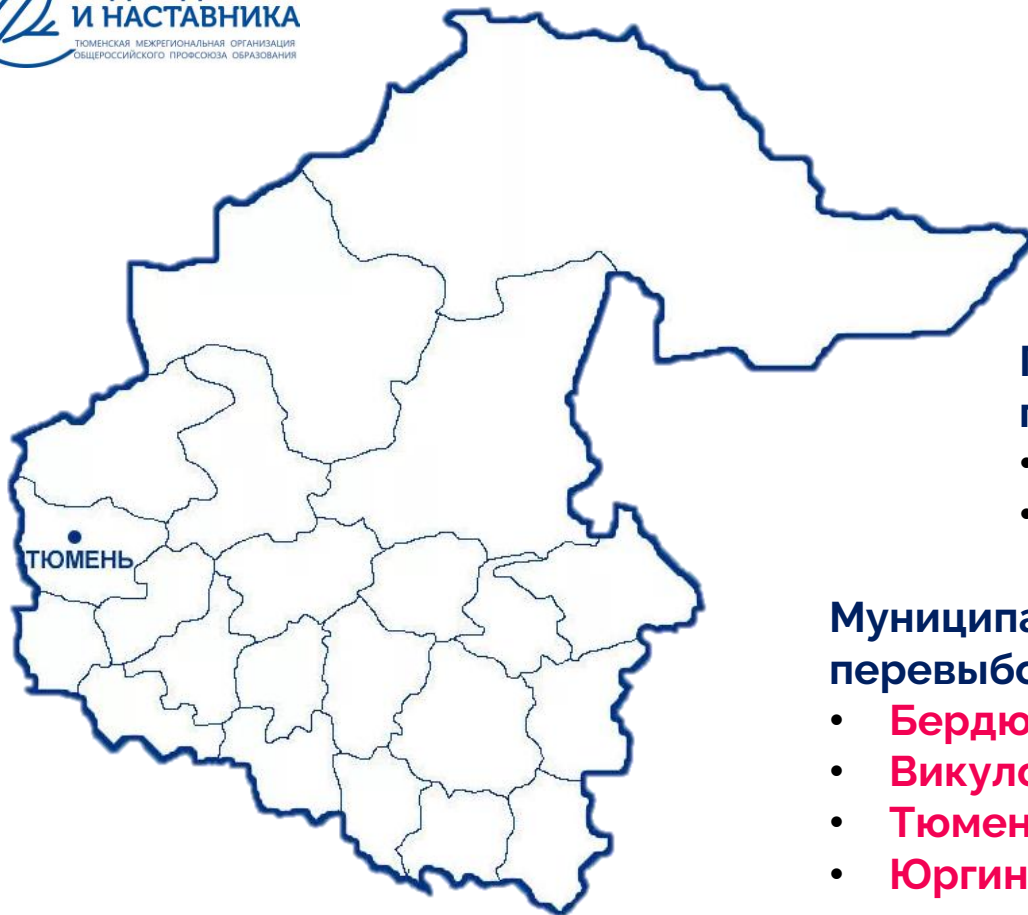 И НАСТАВНИКА
ТЮМЕНСКАЯ МЕЖРЕГИОНАЛЬНАЯ ОРГАНИЗАЦИЯ
ОБЩЕРОССИЙСКОГО ПРОФСОЮЗА ОБРАЗОВАНИЯ
ТЮМЕНЬ
•
•
Муниципа
перевыбо
• Бердю
• Викуло
• Тюмен
• Юргин